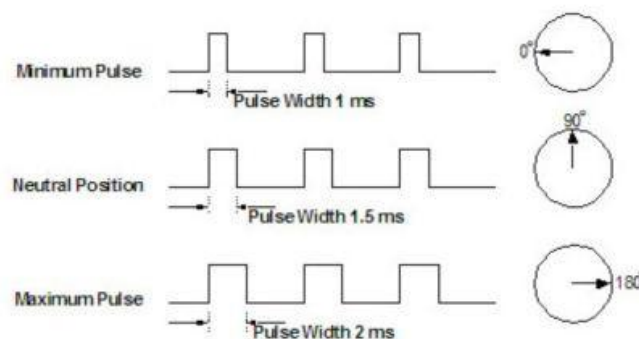 Minimum Pulse
0°
Pulse Width 1 ms
90°
Neutral Position
Pulse Width 1.5 ms
Maximum Pulse
180
Pulse Width 2 ms